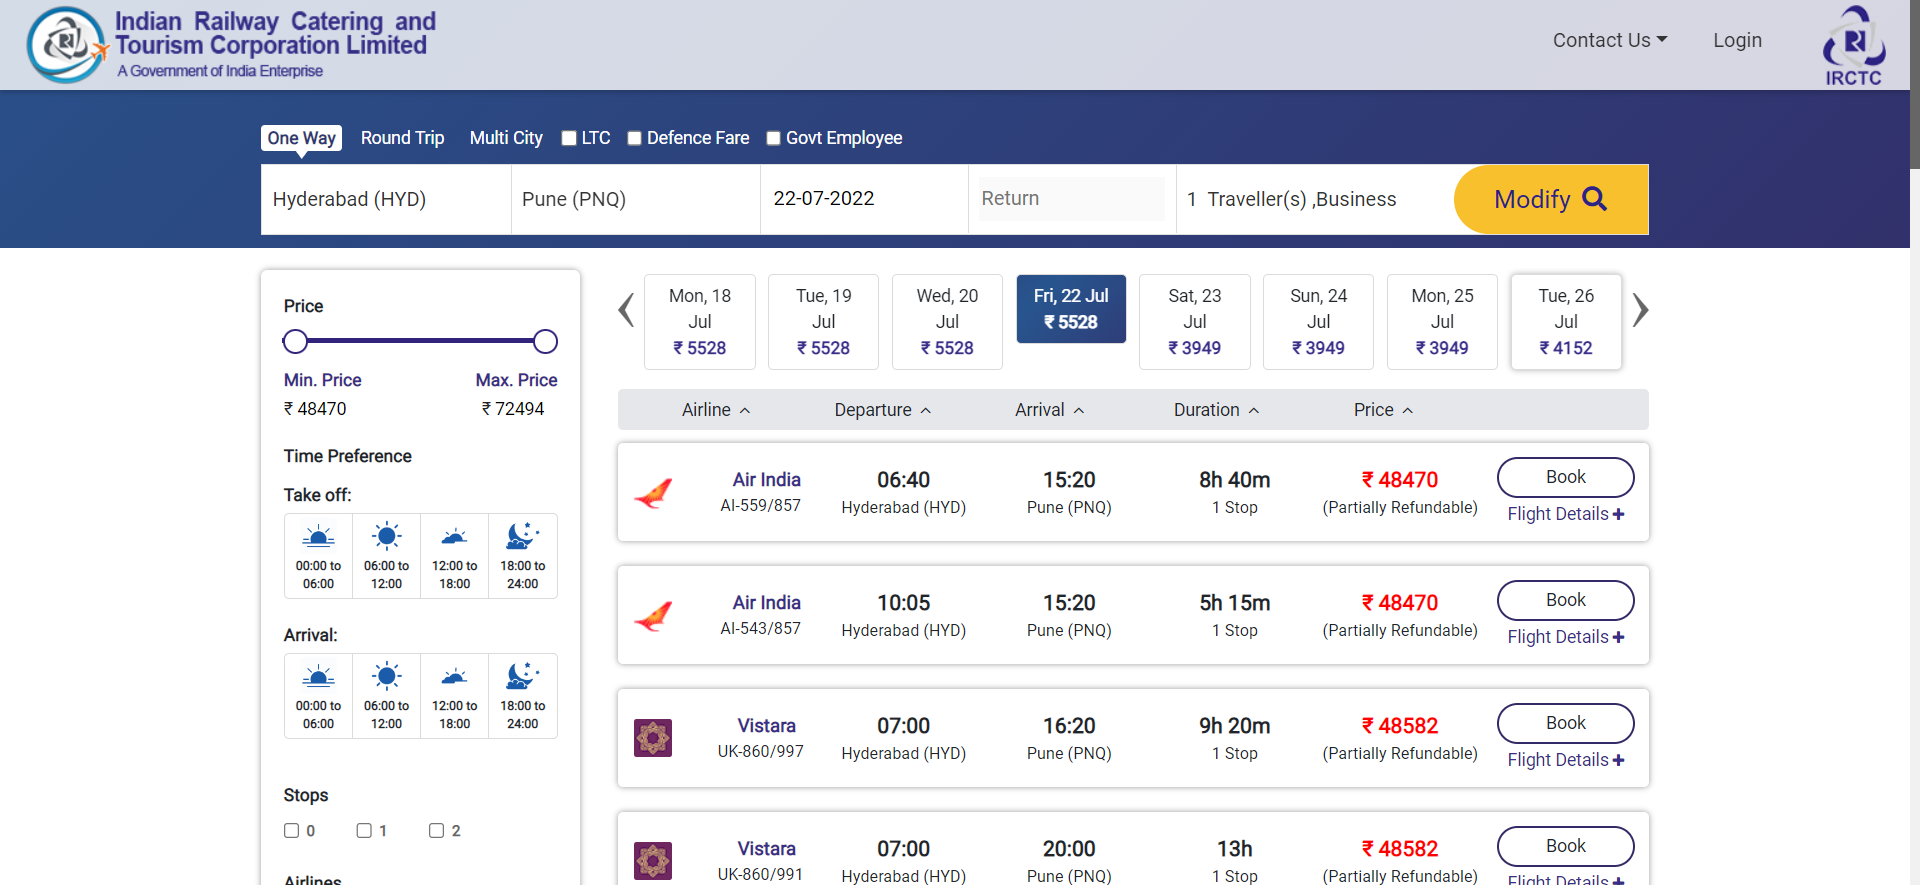 Indian Railway Catering and
Tourism Corporation Limited
A Government of India Enterprise
Contact Us
Login
IRCTC
One Way
Round Trip
Multi City
LTC
Defence Fare
Govt Employee
Hyderabad (HYD)
Pune (PNQ)
22-07-2022
Return
1 Traveller(s) ,Business
Modify
Price
Min. Price
Max. Price
₹ 48470
₹ 72494
Time Preference
Take off:
00:00 to
06:00
06:00 to
12:00
12:00 to
18:00
18:00 to
24:00
Arrival:
00:00 to
06:00
06:00 to
12:00
12:00 to
18:00
18:00 to
24:00
Stops
0
1
2
Airlines
Mon, 18
Jul
₹ 5528
Tue, 19
Jul
₹ 5528
Wed, 20
Jul
₹ 5528
Fri, 22 Jul
₹ 5528
Sat, 23
Jul
₹ 3949
Sun, 24
Jul
₹ 3949
Mon, 25
Jul
₹ 3949
Tue, 26
Jul
₹ 4152
Airline
Departure
Arrival
Duration
Price
Air India
AI-559/857
06:40
Hyderabad (HYD)
15:20
Pune (PNQ)
8h 40m
1 Stop
₹ 48470
(Partially Refundable)
Book
Flight Details
Air India
AI-543/857
10:05
Hyderabad (HYD)
15:20
Pune (PNQ)
5h 15m
1 Stop
₹ 48470
(Partially Refundable)
Book
Flight Details
Vistara
UK-860/997
07:00
Hyderabad (HYD)
16:20
Pune (PNQ)
9h 20m
1 Stop
₹ 48582
(Partially Refundable)
Book
Flight Details
Vistara
UK-860/991
07:00
Hyderabad (HYD)
20:00
Pune (PNQ)
13h
1 Stop
₹ 48582
(Partially Refundable)
Book
Flight Details